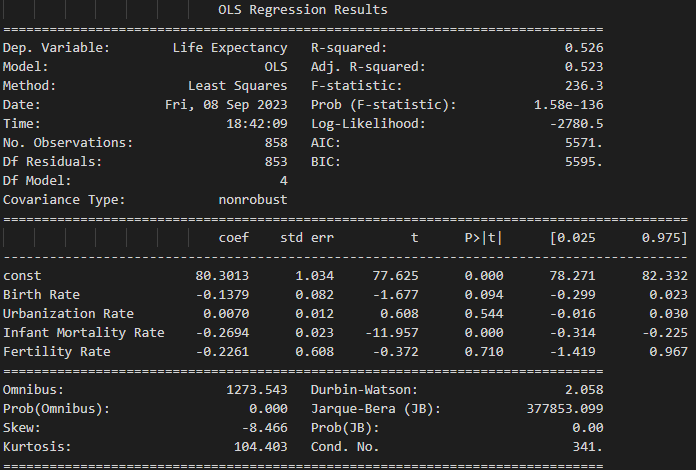 OLS Regression Results
==============================================================================
Dep. Variable: Life Expectancy R-squared: 0.526
Model: OLS Adj. R-squared: 0.523
Method: Least Squares F-statistic: 236.3
Date: Fri, 08 Sep 2023 Prob (F-statistic): 1.58e-136
Time: 18:42:09 Log-Likelihood: -2780.5
No. Observations: 858 AIC: 5571.
Df Residuals: 853 BIC: 5595.
Df Model: 4
Covariance Type: nonrobust
=========================================================================================
coef std err t P>|t| [0.025 0.975]
-----------------------------------------------------------------------------------------
const 80.3013 1.034 77.625 0.000 78.271 82.332
Birth Rate -0.1379 0.082 -1.677 0.094 -0.299 0.023
Urbanization Rate 0.0070 0.012 0.608 0.544 -0.016 0.030
Infant Mortality Rate -0.2694 0.023 -11.957 0.000 -0.314 -0.225
Fertility Rate -0.2261 0.608 -0.372 0.710 -1.419 0.967
==============================================================================
Omnibus: 1273.543 Durbin-Watson: 2.058
Prob(Omnibus): 0.000 Jarque-Bera (JB): 377853.099
Skew: -8.466 Prob(JB): 0.00
Kurtosis: 104.403 Cond. No. 341.
==============================================================================